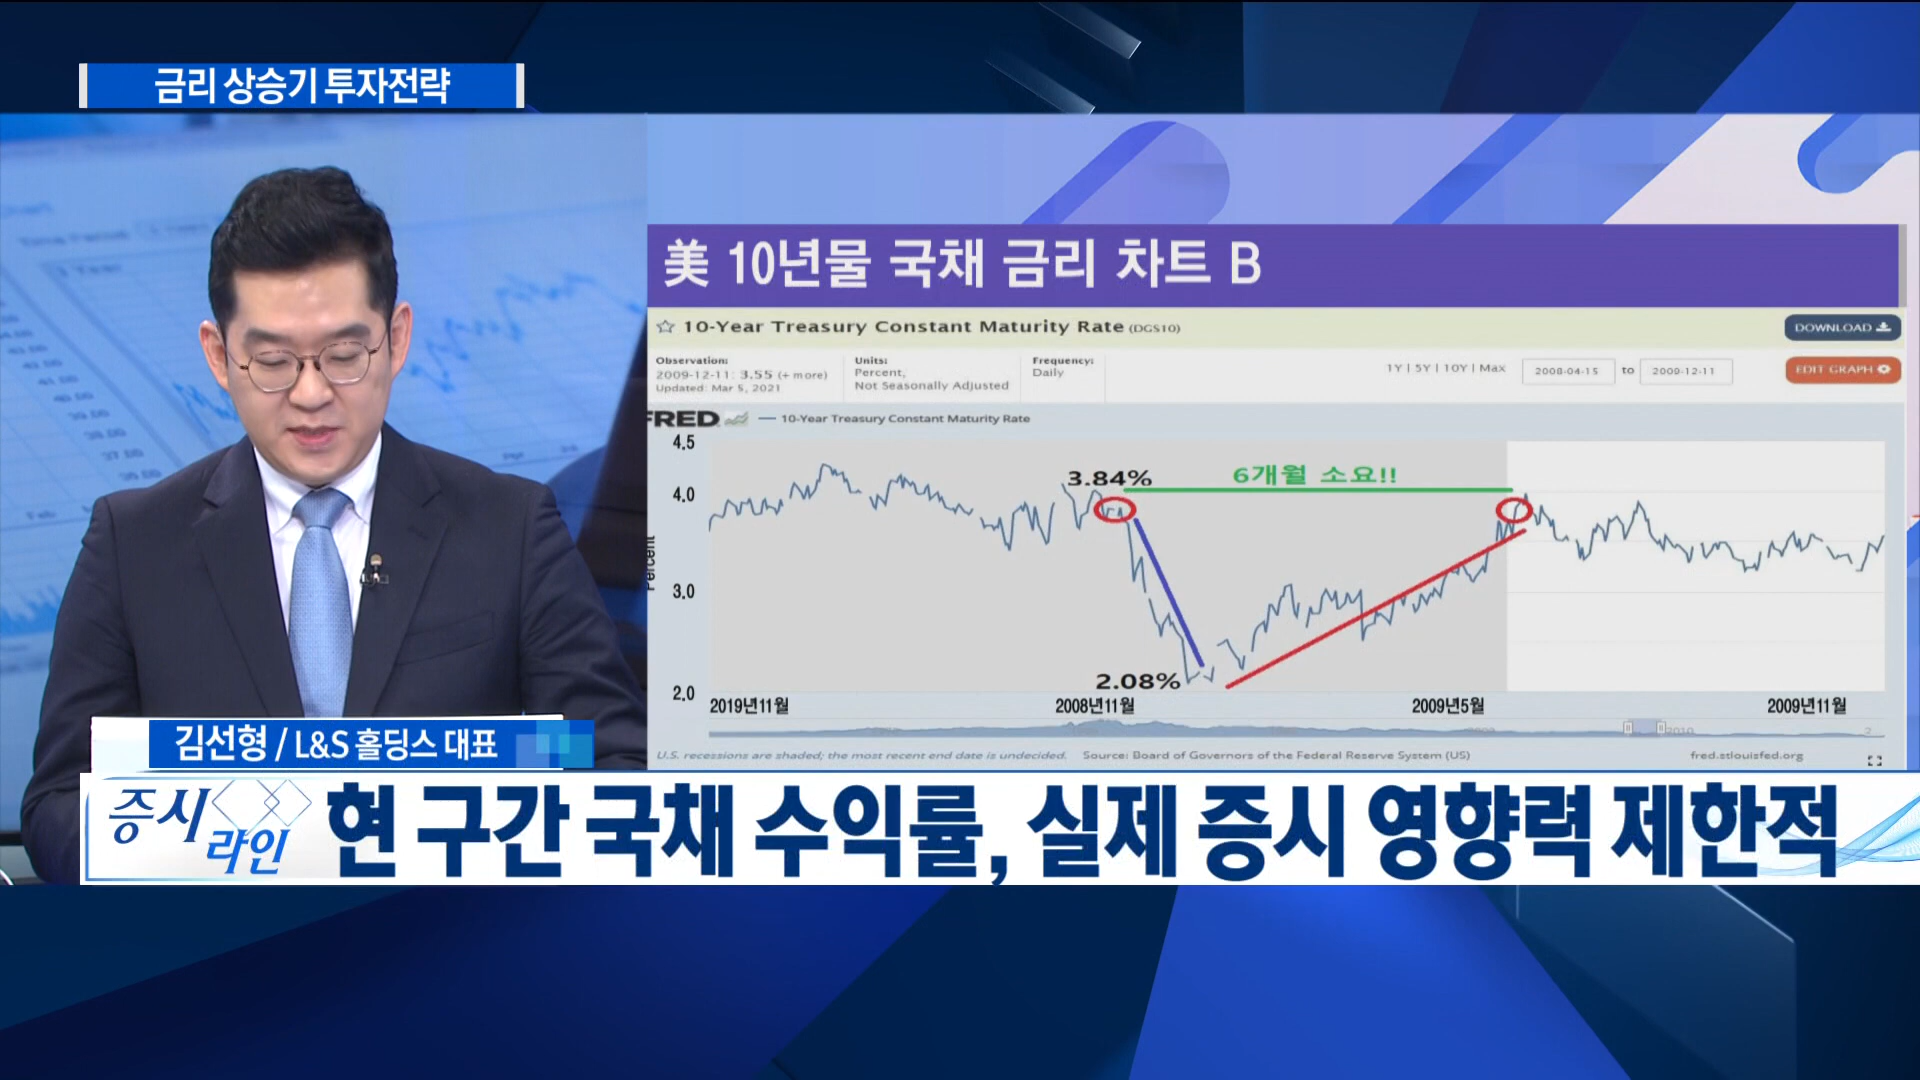 금리 상승기 투자전략
美 10년물 국채 금리 차트 B
10-Year Treasury Constant Maturity Rate (DGS10)
DOWNLOAD
Observation:
2009-12-11: 3.55 (+ more)
Updated: Mar 5, 2021
Units:
Percent,
Not Seasonally Adjusted
Frequency:
Daily
1Y | 5Y | 10Y | Max
2008-04-15 to 2009-12-11
EDIT GRAPH
FRED
10-Year Treasury Constant Maturity Rate
4.5
4.0
3.0
2.0
Percent
3.84%
6개월 소요!!
2.08%
2019년11월
2008년11월
2009년5월
2009년11월
2010
U.S. recessions are shaded; the most recent end date is undecided.
Source: Board of Governors of the Federal Reserve System (US)
fred.stlouisfed.org
김선형 / L&S 홀딩스 대표
증시라인
현 구간 국채 수익률, 실제 증시 영향력 제한적